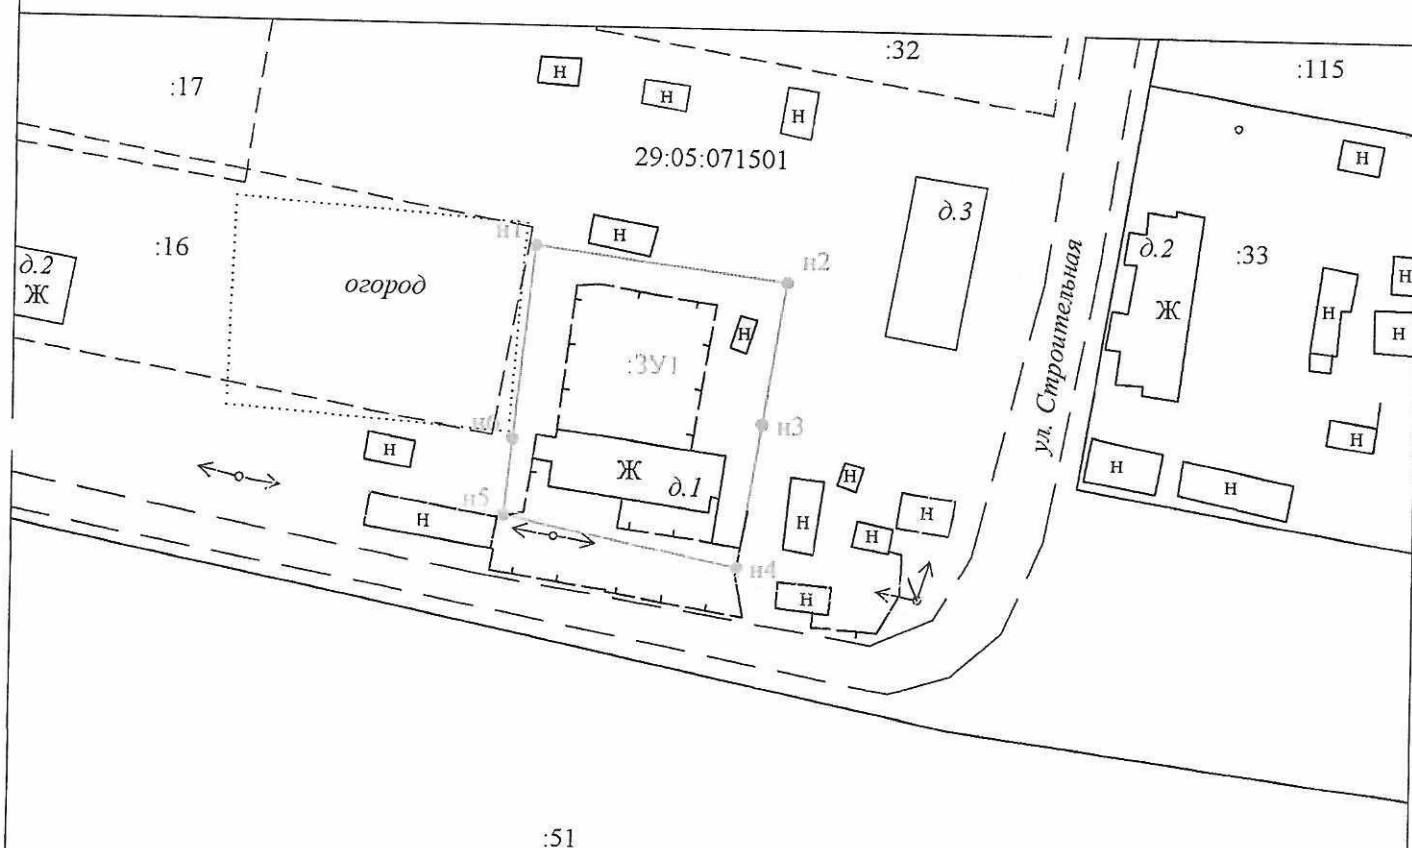 :32
:115
:17
н
н
н
29:05:071501
н
д.3
:16
н1
н
н2
д.2
Ж
огород
ул. Строительная
д.2
Ж
:33
н
н
н
:ЗУ1
н
н6
н3
н
н
Ж
д.1
н
н
н
н
н5
н
н
н
н
н4
н
:51